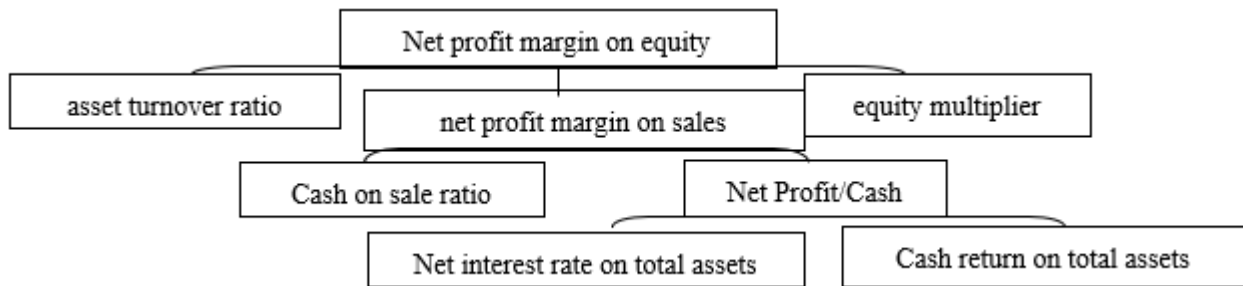 Net profit margin on equity
asset turnover ratio
net profit margin on sales
equity multiplier
Cash on sale ratio
Net Profit/Cash
Net interest rate on total assets
Cash return on total assets